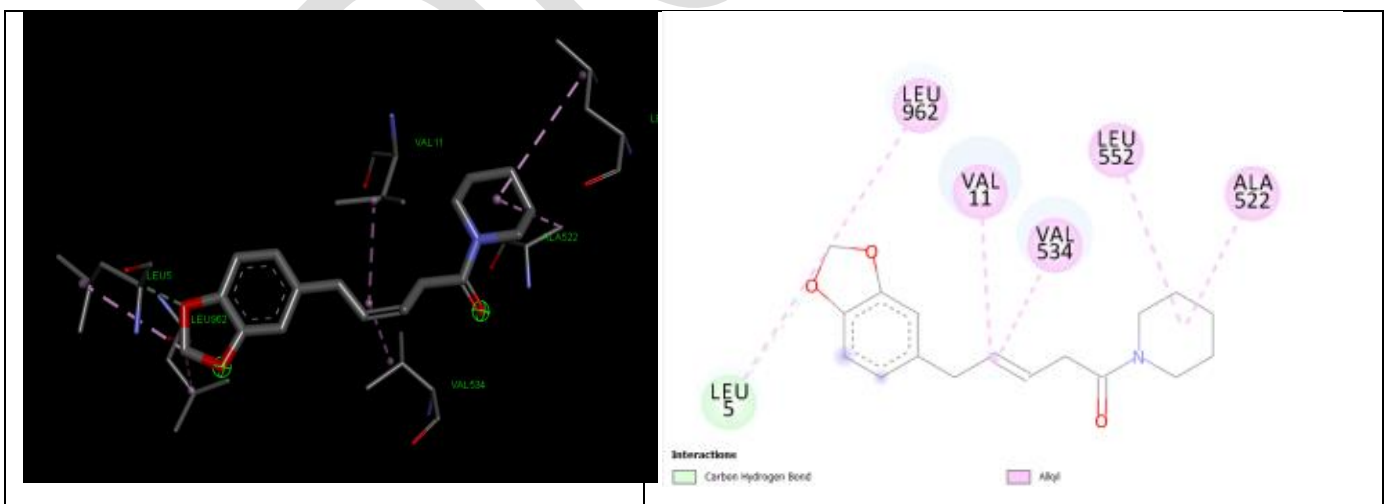 VAL11
ALA522
LEU5
LEU962
VAL534
LEU
962
VAL
11
VAL
534
LEU
552
ALA
522
LEU
5
O
O
N
O
Interactions
Carbon Hydrogen Bond
Alkyl